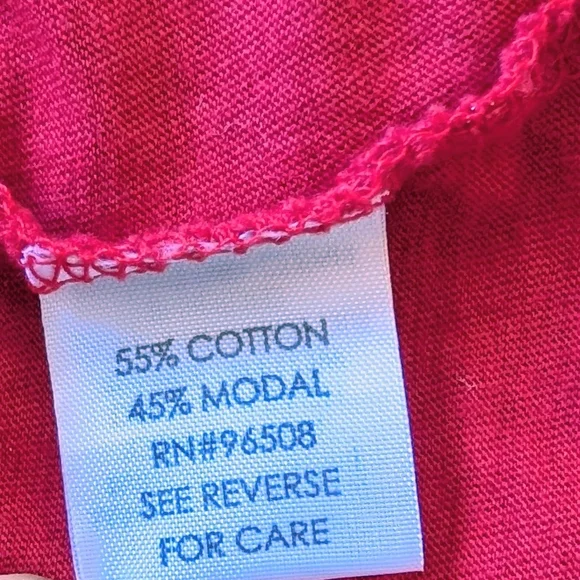 55% COTTON
45% MODAL
RN#96508
SEE REVERSE
FOR CARE